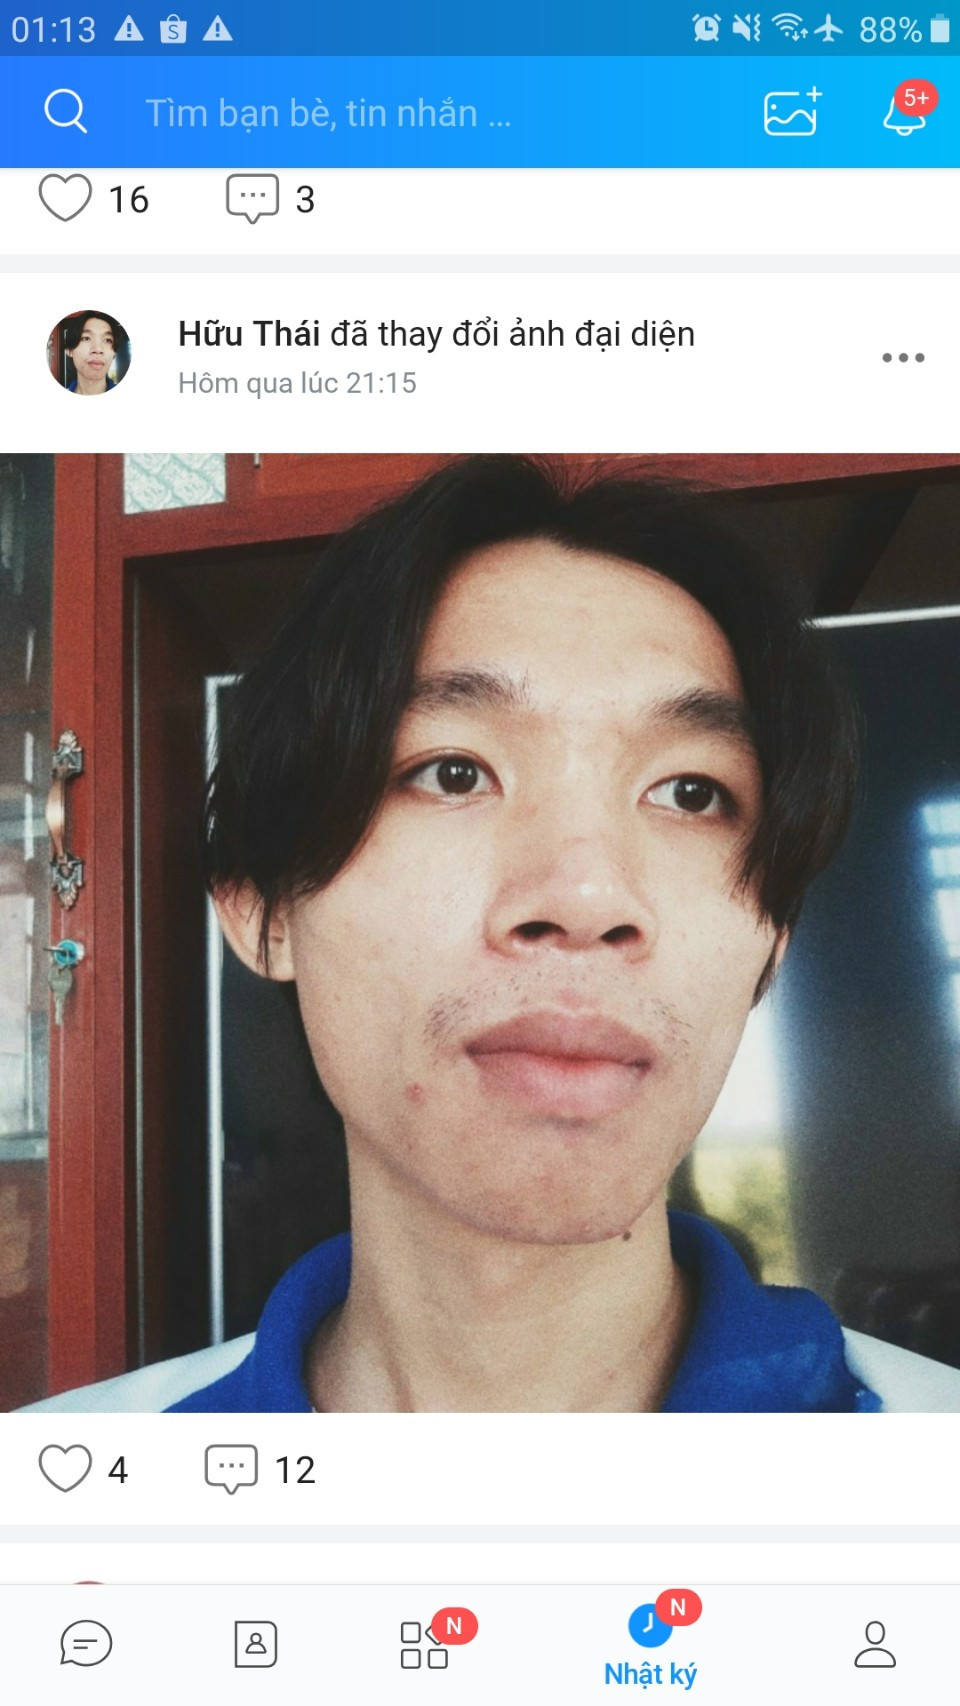 01:13
88%
Tìm bạn bè, tin nhắn ...
5+
16
3
Hữu Thái đã thay đổi ảnh đại diện
Hôm qua lúc 21:15
4
12
N
N
Nhật ký